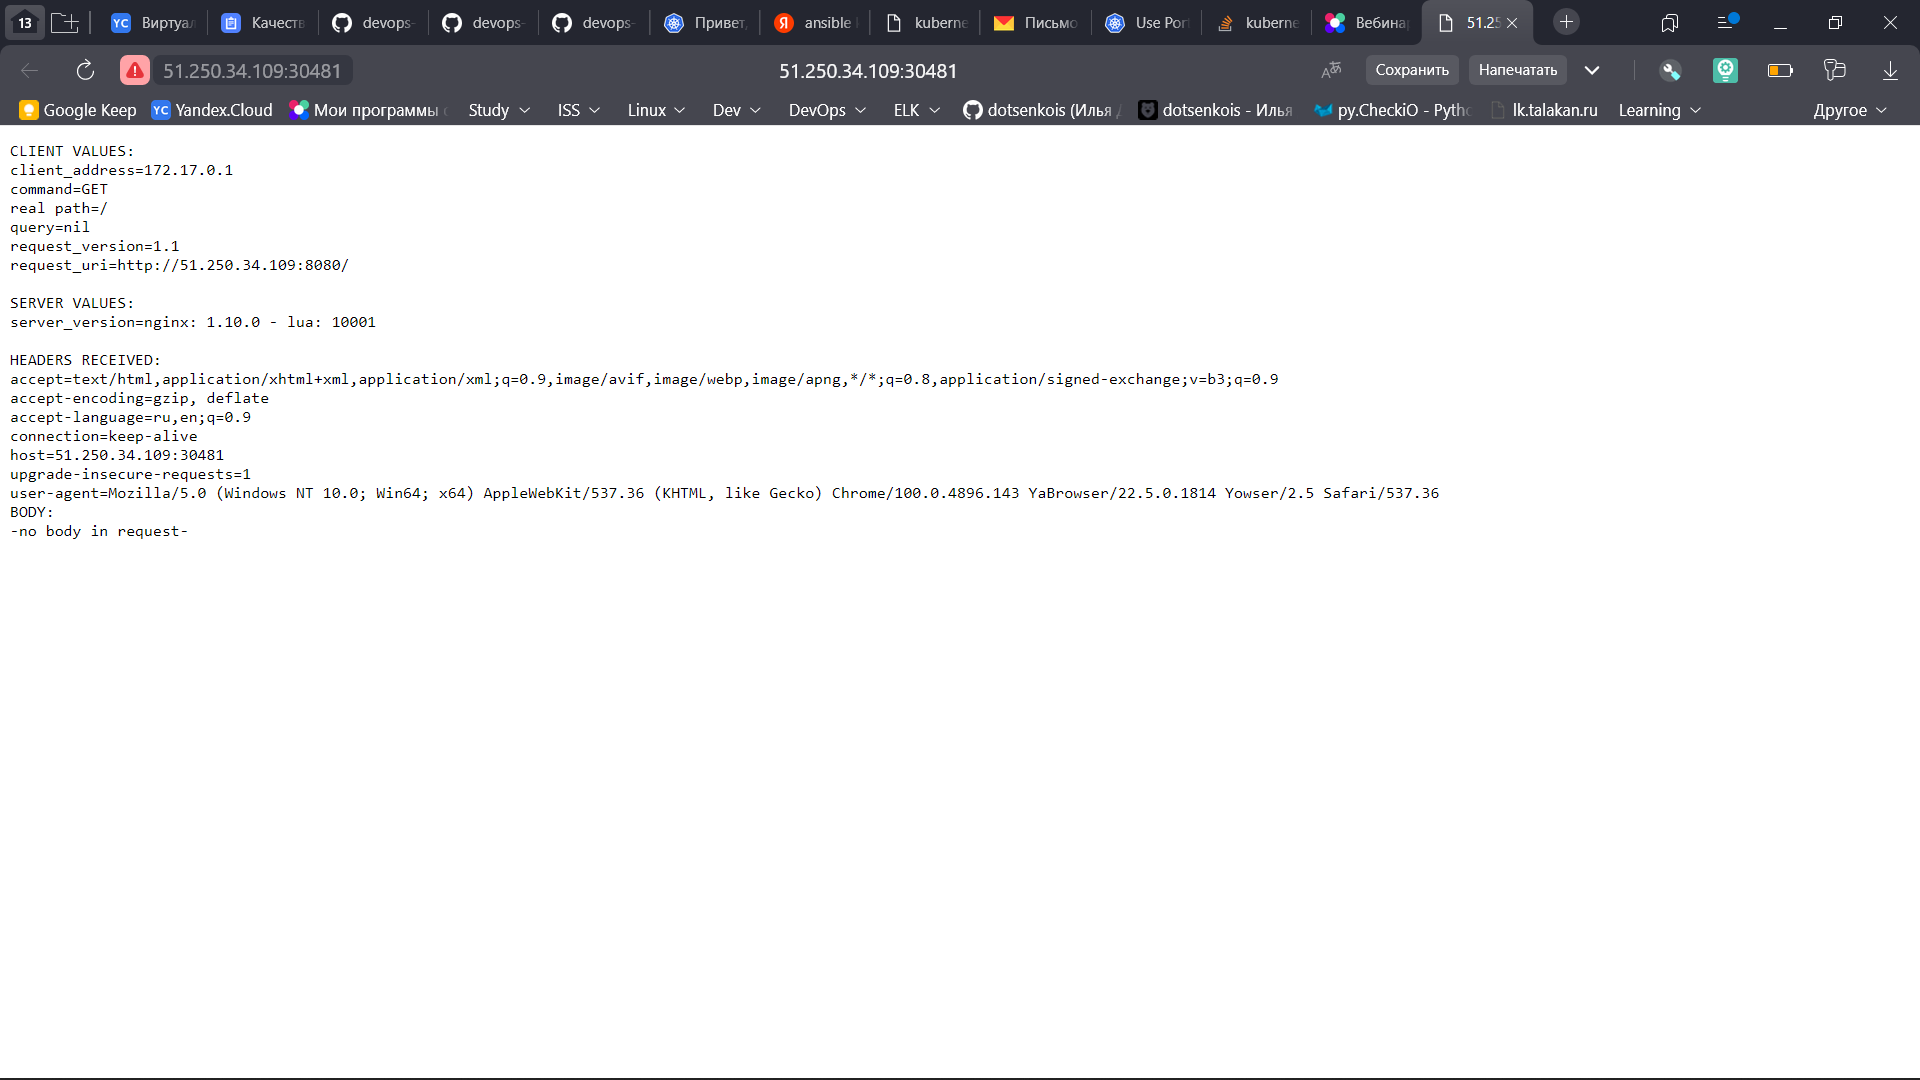 13 Виртуал Качеств devops- devops- devops- Привет, ansible kuberne Письмо Use Por kuberne Вебинар 51.25
51.250.34.109:30481 51.250.34.109:30481 Сохранить Напечатать
Google Keep YC Yandex.Cloud Мои программы Study ISS Linux Dev DevOps ELK dotsenkois (Илья dotsenkois - Илья py.CheckiO - Pytho lk.talakan.ru Learning Другое
CLIENT VALUES:
client_address=172.17.0.1
command=GET
real path=/
query=nil
request_version=1.1
request_uri=http://51.250.34.109:8080/
SERVER VALUES:
server_version=nginx: 1.10.0 - lua: 10001
HEADERS RECEIVED:
accept=text/html,application/xhtml+xml,application/xml;q=0.9,image/avif,image/webp,image/apng,*/*;q=0.8,application/signed-exchange;v=b3;q=0.9
accept-encoding=gzip, deflate
accept-language=ru,en;q=0.9
connection=keep-alive
host=51.250.34.109:30481
upgrade-insecure-requests=1
user-agent=Mozilla/5.0 (Windows NT 10.0; Win64; x64) AppleWebKit/537.36 (KHTML, like Gecko) Chrome/100.0.4896.143 YaBrowser/22.5.0.1814 Yowser/2.5 Safari/537.36
BODY:
-no body in request-